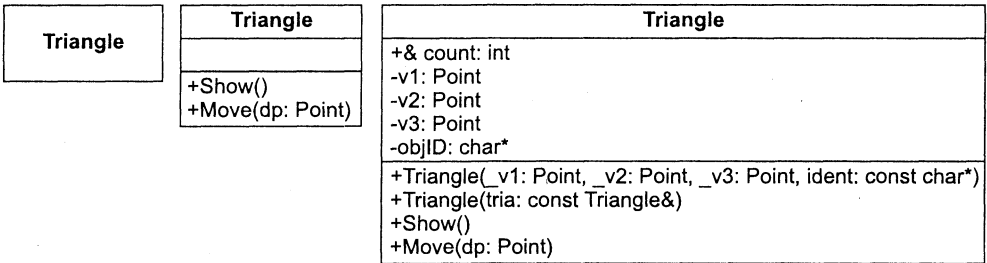 Triangle
Triangle
+Show()
+Move(dp: Point)
Triangle
+& count: int
-v1: Point
-v2: Point
-v3: Point
-objID: char*
+Triangle(_v1: Point, _v2: Point, _v3: Point, ident: const char*)
+Triangle(tria: const Triangle&)
+Show()
+Move(dp: Point)